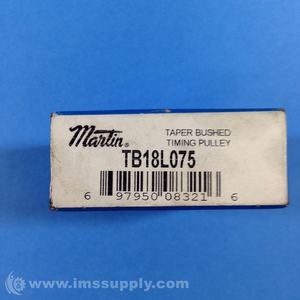 Martin®
TAPER BUSHED
TIMING PULLEY
TB18L075
6 97950 08321 6
© www.imssupply.com